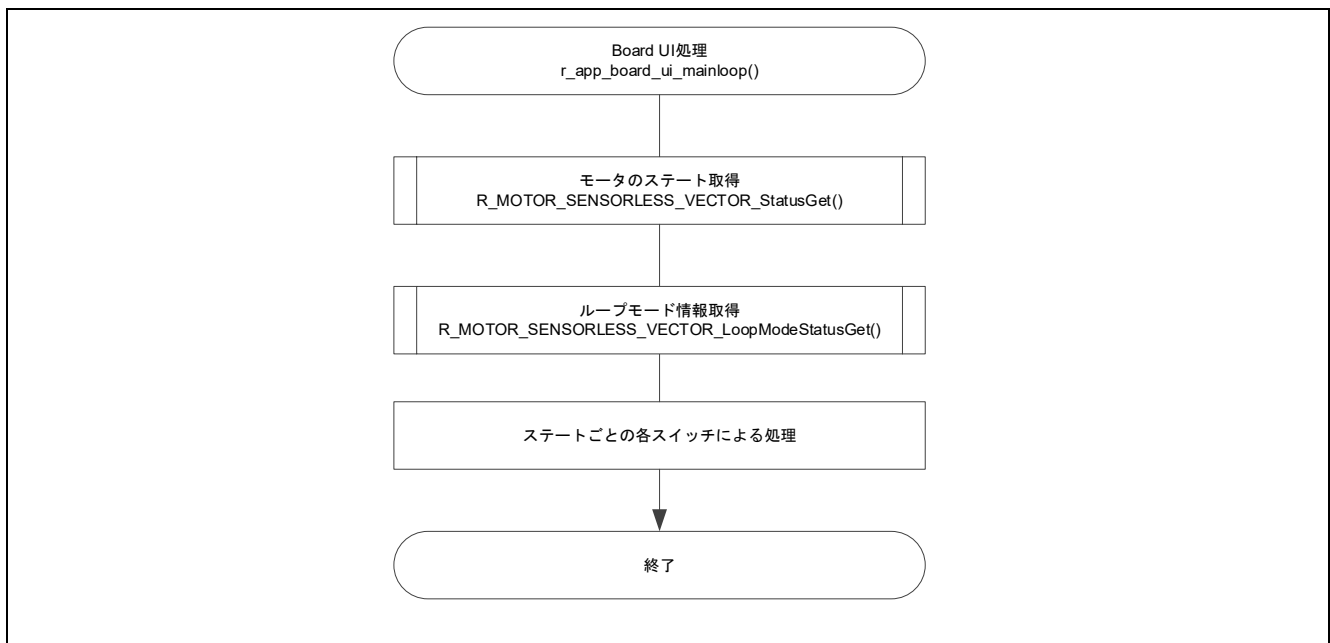 Board UI処理
r_app_board_ui_mainloop()
モータのステート取得
R_MOTOR_SENSORLESS_VECTOR_StatusGet()
ループモード情報取得
R_MOTOR_SENSORLESS_VECTOR_LoopModeStatusGet()
ステートごとの各スイッチによる処理
終了